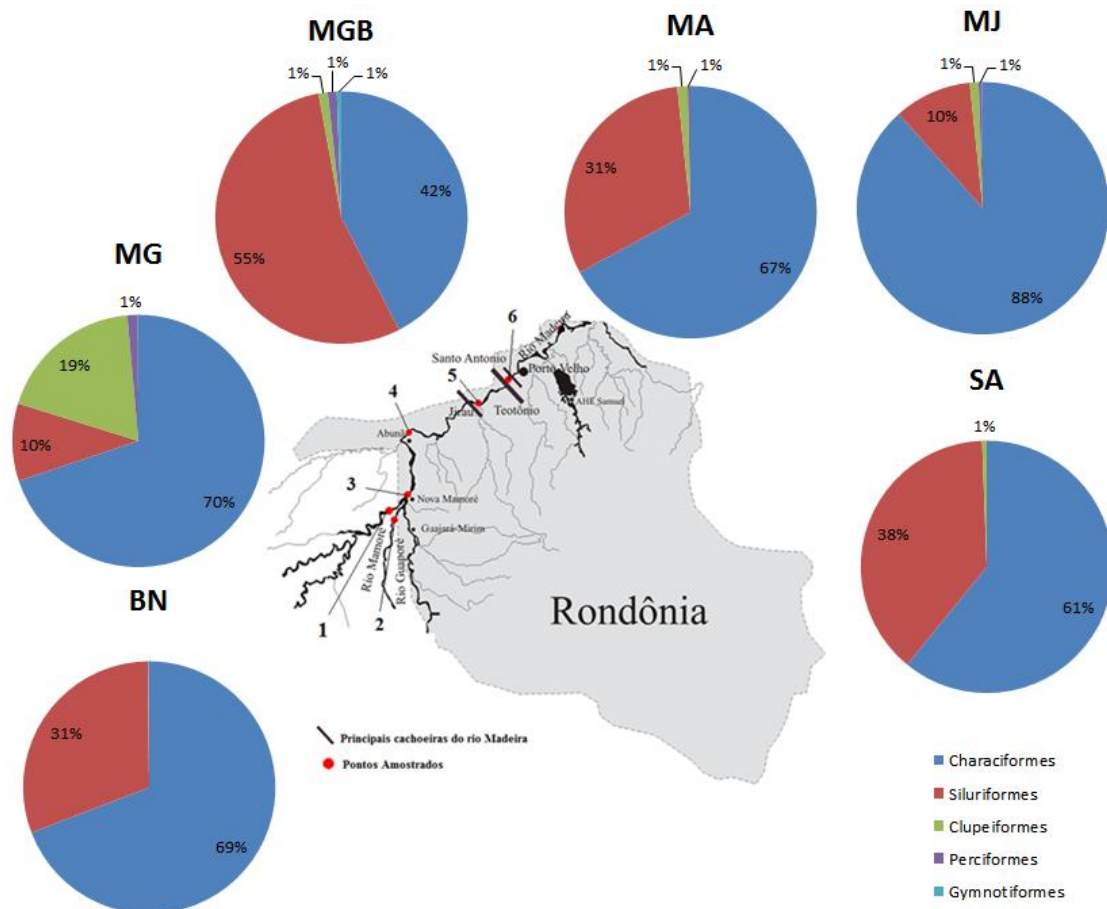 MGB
1%
1%
1%
42%
55%
MA
1%
1%
31%
67%
MJ
1%
1%
10%
88%
MG
1%
19%
10%
70%
SA
1%
38%
61%
BN
31%
69%
6
Rio Madeira
Santo Antonio
Porto Velho
5
Jirau
Teotônio
AHE Samuel
4
Abunã
3
Nova Mamoré
Guajará-Mirim
Rio Mamoré
Rio Guaporé
1
2
Rondônia
Principais cachoeiras do rio Madeira
Pontos Amostrados
Characiformes
Siluriformes
Clupeiformes
Perciformes
Gymnotiformes